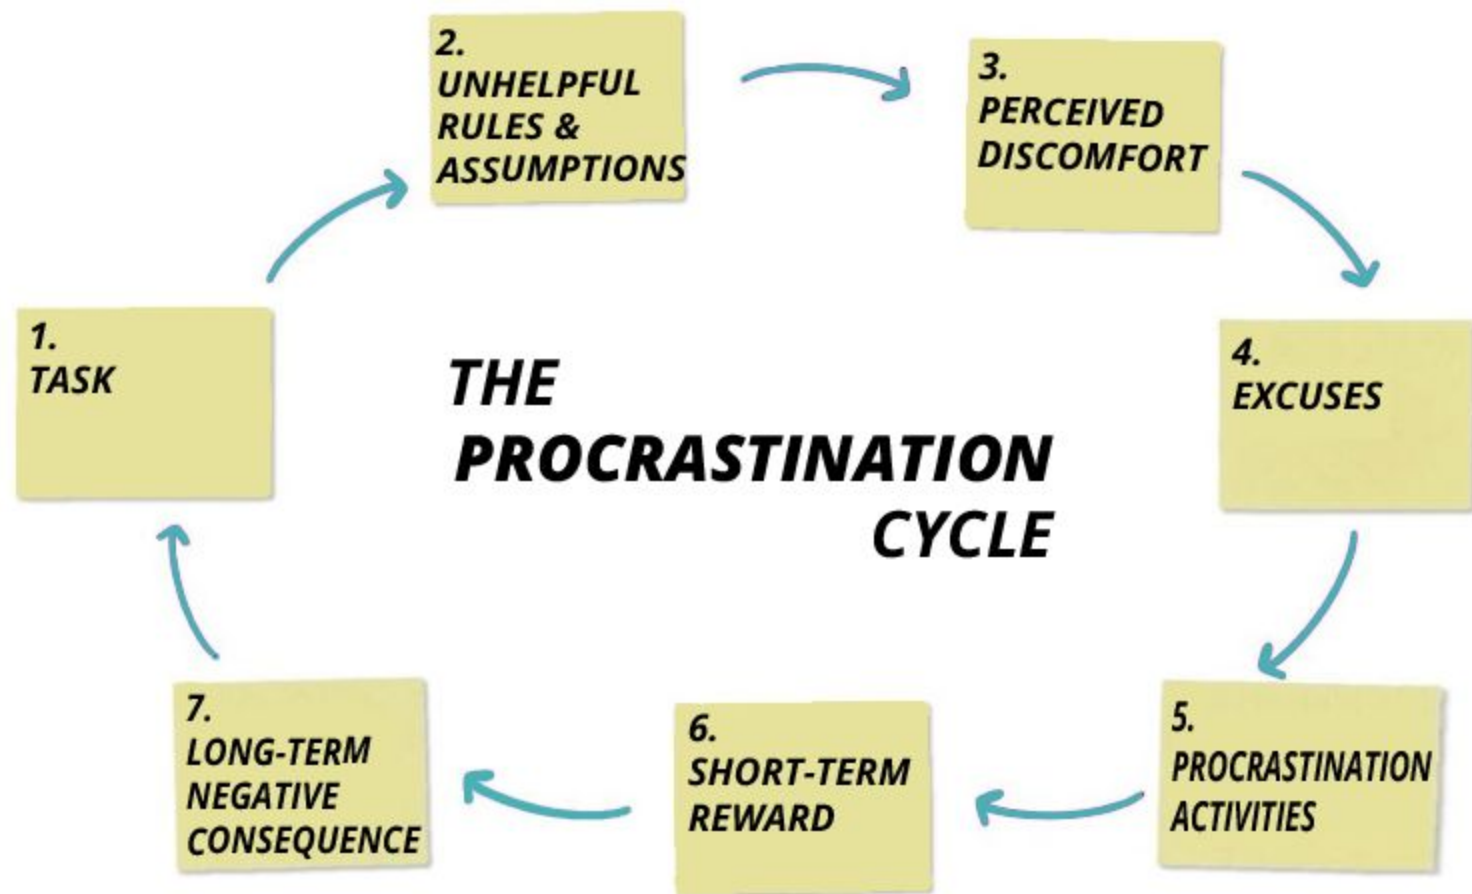 2.
UNHELPFUL
RULES &
ASSUMPTIONS
3.
PERCEIVED
DISCOMFORT
1.
TASK
THE
PROCRASTINATION
CYCLE
4.
EXCUSES
7.
LONG-TERM
NEGATIVE
CONSEQUENCE
6.
SHORT-TERM
REWARD
5.
PROCRASTINATION
ACTIVITIES